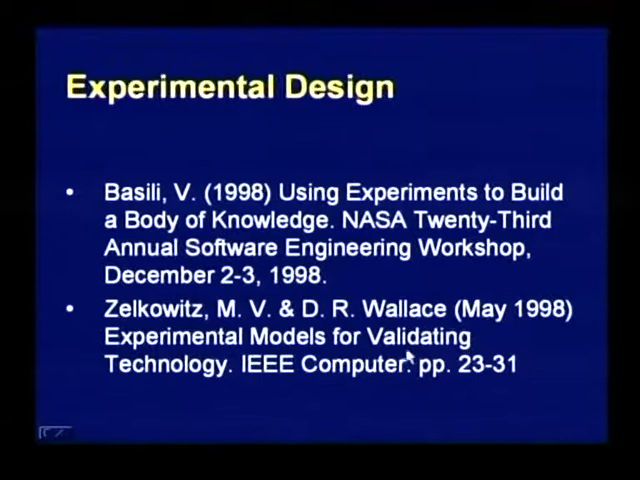 Experimental Design
• Basili, V. (1998) Using Experiments to Build
a Body of Knowledge. NASA Twenty-Third
Annual Software Engineering Workshop,
December 2-3, 1998.
• Zelkowitz, M. V. & D. R. Wallace (May 1998)
Experimental Models for Validating
Technology. IEEE Computer. pp. 23-31